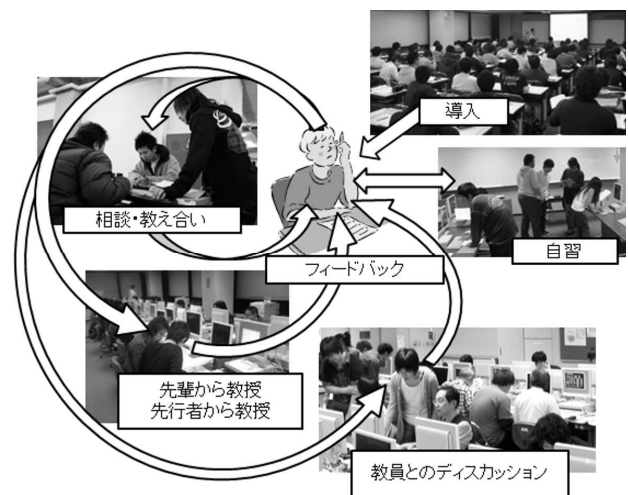 導入
相談・教え合い
自習
フィードバック
先輩から教授
先行者から教授
教員とのディスカッション